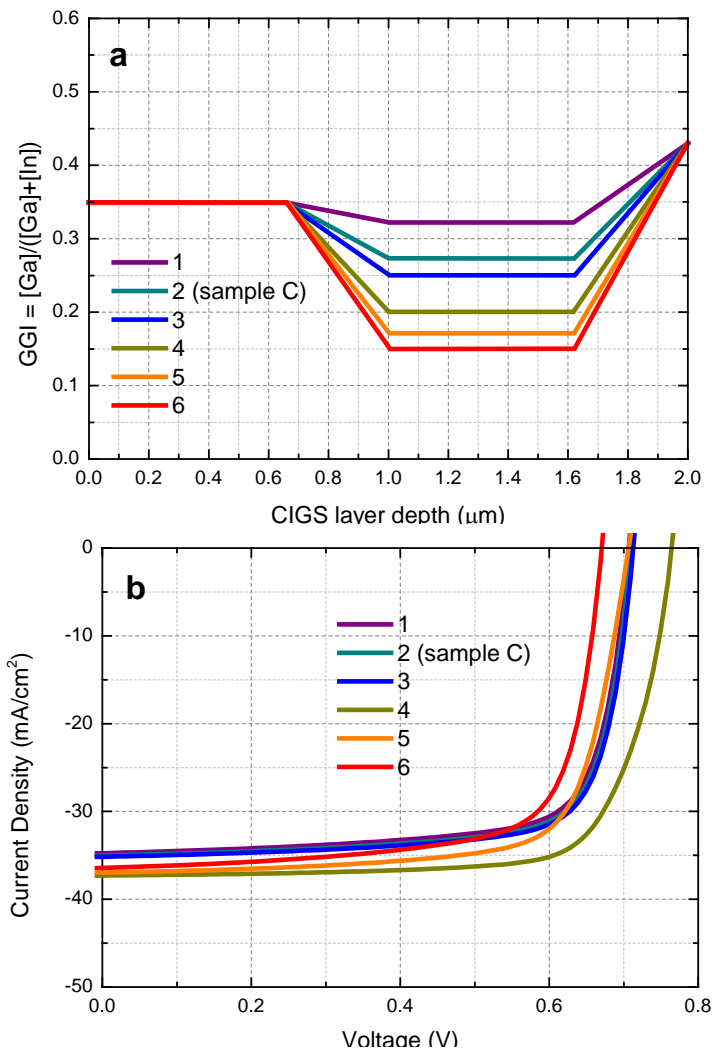 a
0.6
0.5
0.4
0.3
0.2
0.1
0.0
GGI = [Ga]/([Ga]+[In])
1
2 (sample C)
3
4
5
6
0.0 0.2 0.4 0.6 0.8 1.0 1.2 1.4 1.6 1.8 2.0
CIGS layer depth (μm)
b
0
-10
-20
-30
-40
-50
Current Density (mA/cm²)
1
2 (sample C)
3
4
5
6
0.0 0.2 0.4 0.6 0.8
Voltage (V)